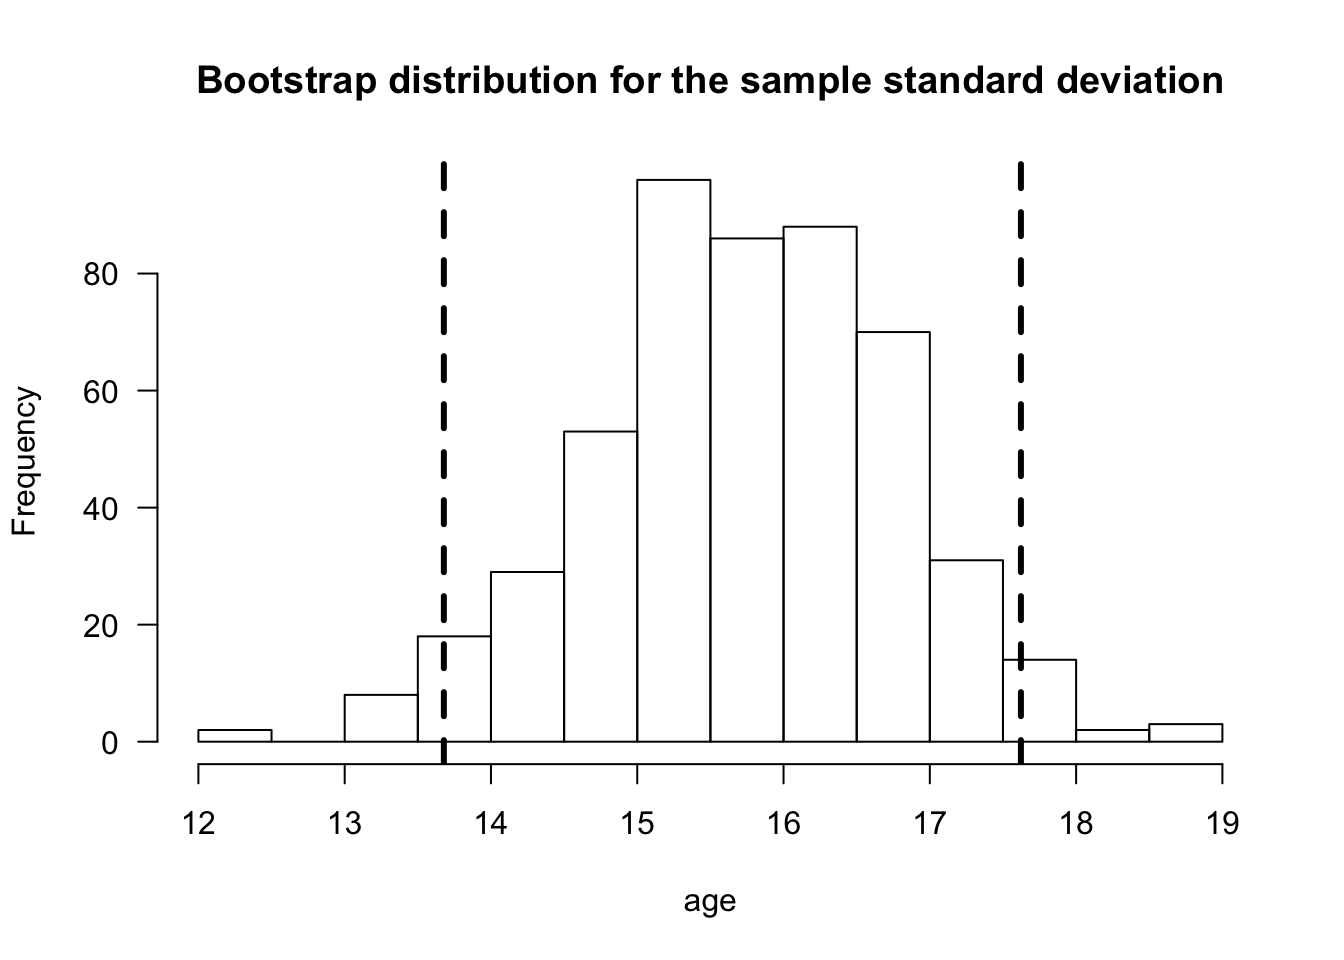 Bootstrap distribution for the sample standard deviation
Frequency
80
60
40
20
0
12 13 14 15 16 17 18 19
age